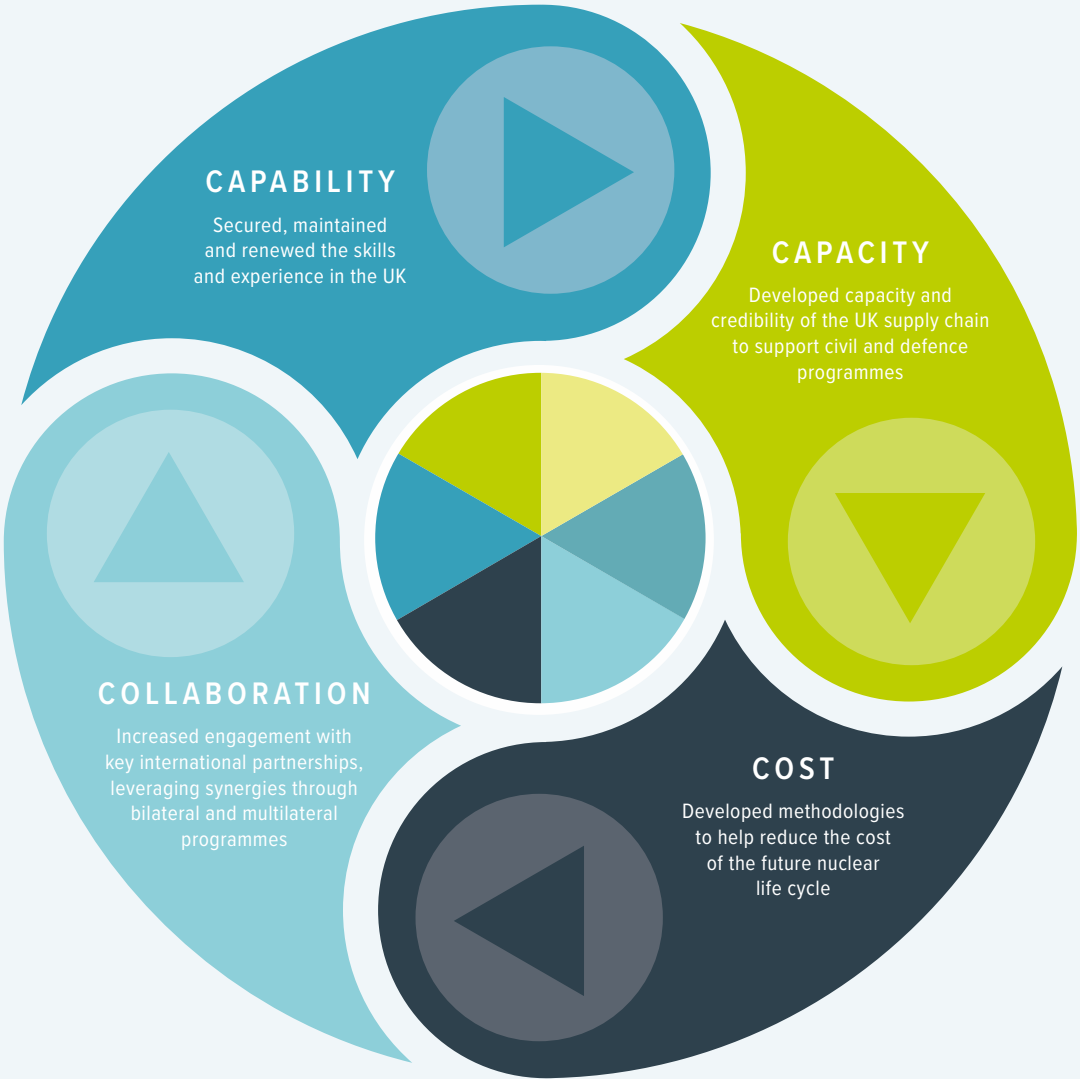 CAPABILITY
Secured, maintained
and renewed the skills
and experience in the UK
CAPACITY
Developed capacity and
credibility of the UK supply chain
to support civil and defence
programmes
COLLABORATION
Increased engagement with
key international partnerships,
leveraging synergies through
bilateral and multilateral
programmes
COST
Developed methodologies
to help reduce the cost
of the future nuclear
life cycle